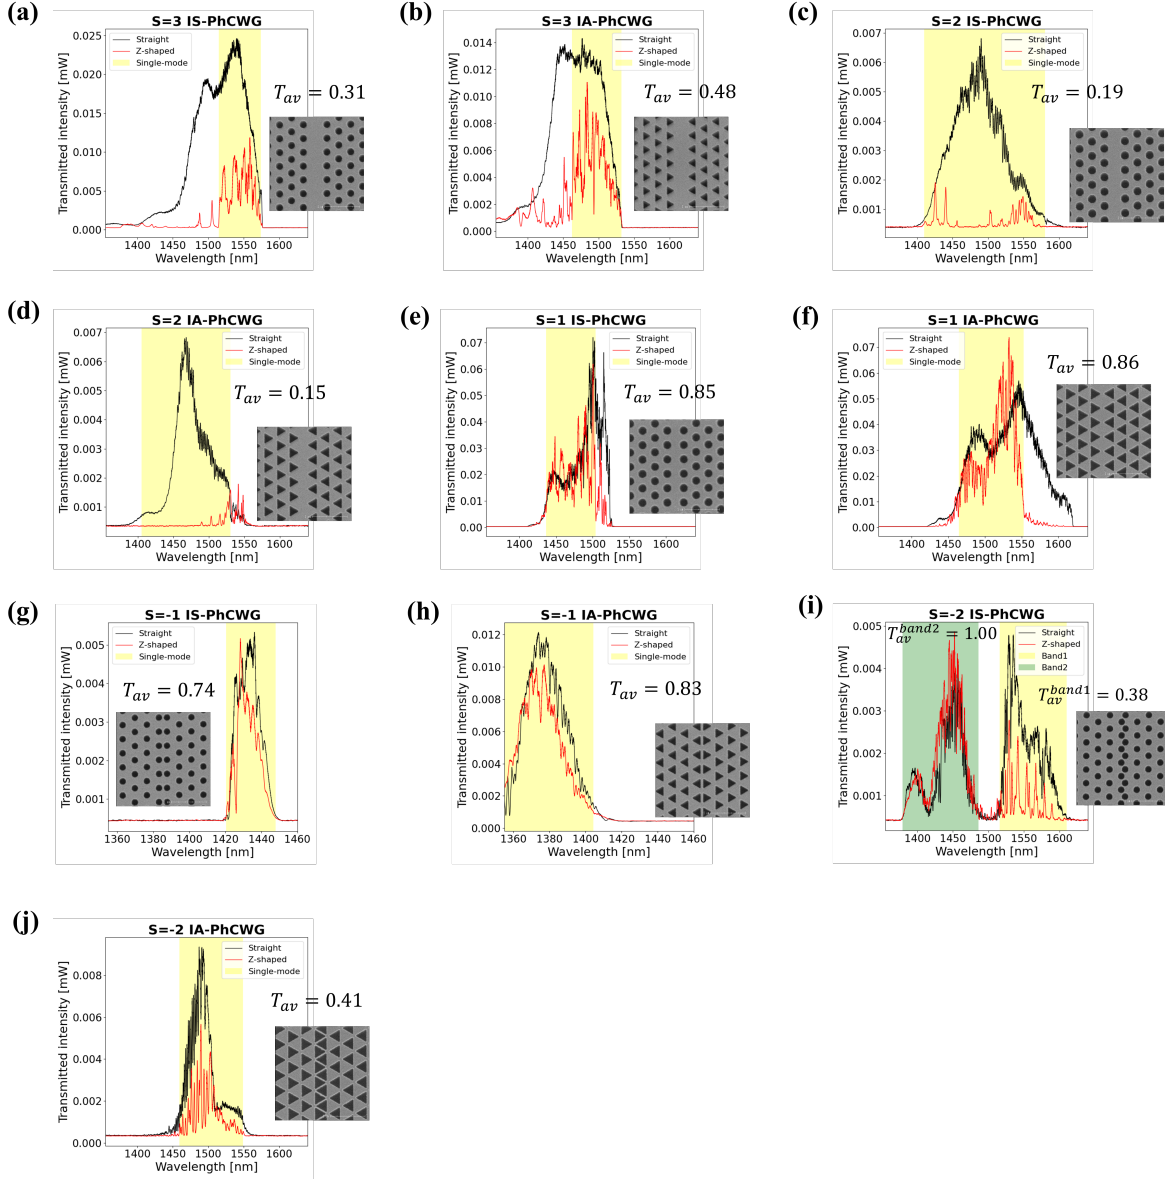 (a)
S=3 IS-PhCWG
Transmitted intensity [mW]
0.025
0.020
0.015
0.010
0.005
0.000
Straight
Z-shaped
Single-mode
T_av = 0.31
1400 1450 1500 1550 1600
Wavelength [nm]
(b)
S=3 IA-PhCWG
Transmitted intensity [mW]
0.014
0.012
0.010
0.008
0.006
0.004
0.002
0.000
Straight
Z-shaped
Single-mode
T_av = 0.48
1400 1450 1500 1550 1600
Wavelength [nm]
(c)
S=2 IS-PhCWG
Transmitted intensity [mW]
0.007
0.006
0.005
0.004
0.003
0.002
0.001
Straight
Z-shaped
Single-mode
T_av = 0.19
1400 1450 1500 1550 1600
Wavelength [nm]
(d)
S=2 IA-PhCWG
Transmitted intensity [mW]
0.007
0.006
0.005
0.004
0.003
0.002
0.001
Straight
Z-shaped
Single-mode
T_av = 0.15
1400 1450 1500 1550 1600
Wavelength [nm]
(e)
S=1 IS-PhCWG
Transmitted intensity [mW]
0.07
0.06
0.05
0.04
0.03
0.02
0.01
0.00
Straight
Z-shaped
Single-mode
T_av = 0.85
1400 1450 1500 1550 1600
Wavelength [nm]
(f)
S=1 IA-PhCWG
Transmitted intensity [mW]
0.07
0.06
0.05
0.04
0.03
0.02
0.01
0.00
Straight
Z-shaped
Single-mode
T_av = 0.86
1400 1450 1500 1550 1600
Wavelength [nm]
(g)
S=-1 IS-PhCWG
Transmitted intensity [mW]
0.005
0.004
0.003
0.002
0.001
Straight
Z-shaped
Single-mode
T_av = 0.74
1360 1380 1400 1420 1440 1460
Wavelength [nm]
(h)
S=-1 IA-PhCWG
Transmitted intensity [mW]
0.012
0.010
0.008
0.006
0.004
0.002
0.000
Straight
Z-shaped
Single-mode
T_av = 0.83
1360 1380 1400 1420 1440 1460
Wavelength [nm]
(i)
S=-2 IS-PhCWG
Transmitted intensity [mW]
0.005
0.004
0.003
0.002
0.001
T_av^band2 = 1.00
Straight
Z-shaped
Band1
Band2
T_av^band1 = 0.38
1400 1450 1500 1550 1600
Wavelength [nm]
(j)
S=-2 IA-PhCWG
Transmitted intensity [mW]
0.008
0.006
0.004
0.002
0.000
Straight
Z-shaped
Single-mode
T_av = 0.41
1400 1450 1500 1550 1600
Wavelength [nm]